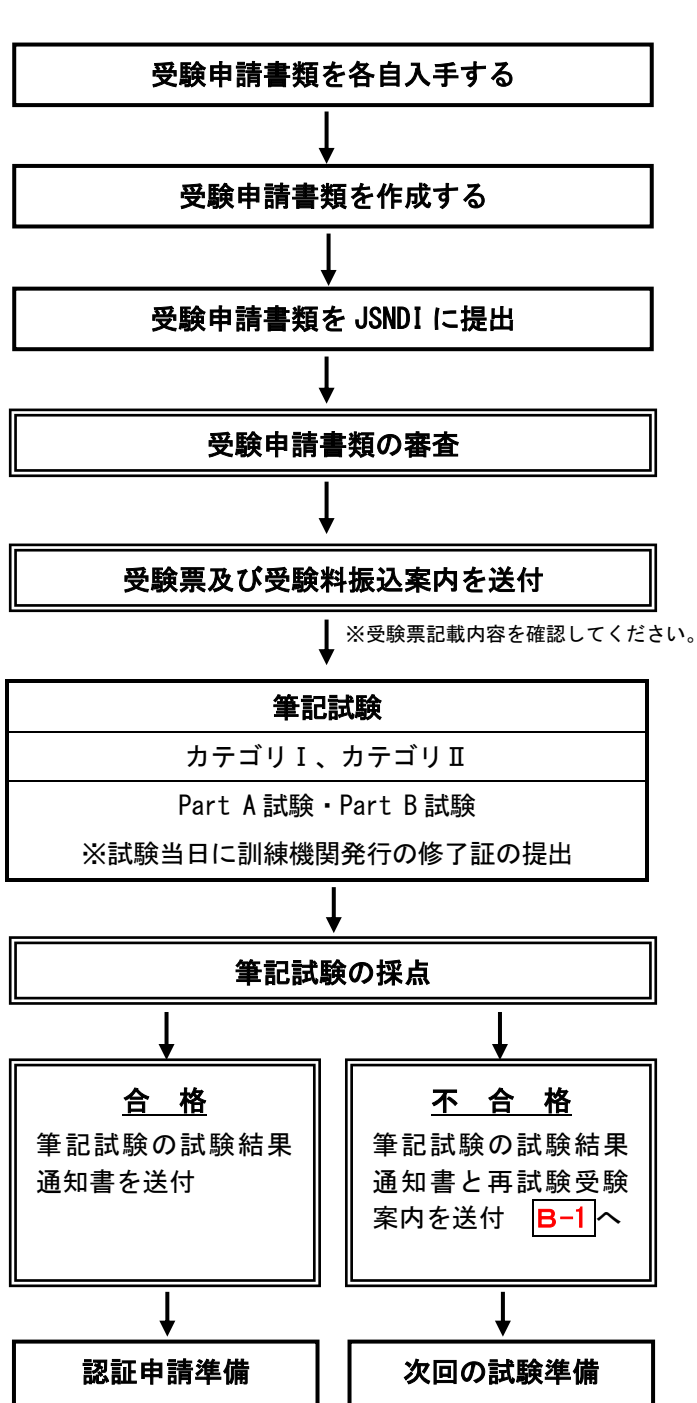 受験申請書類を各自入手する
受験申請書類を作成する
受験申請書類を JSNDI に提出
受験申請書類の審査
受験票及び受験料振込案内を送付
※受験票記載内容を確認してください。
筆記試験
カテゴリⅠ、カテゴリⅡ
Part A 試験・Part B 試験
※試験当日に訓練機関発行の修了証の提出
筆記試験の採点
合 格
筆記試験の試験結果
通知書を送付
不 合 格
筆記試験の試験結果
通知書と再試験受験
案内を送付 B-1 へ
認証申請準備
次回の試験準備